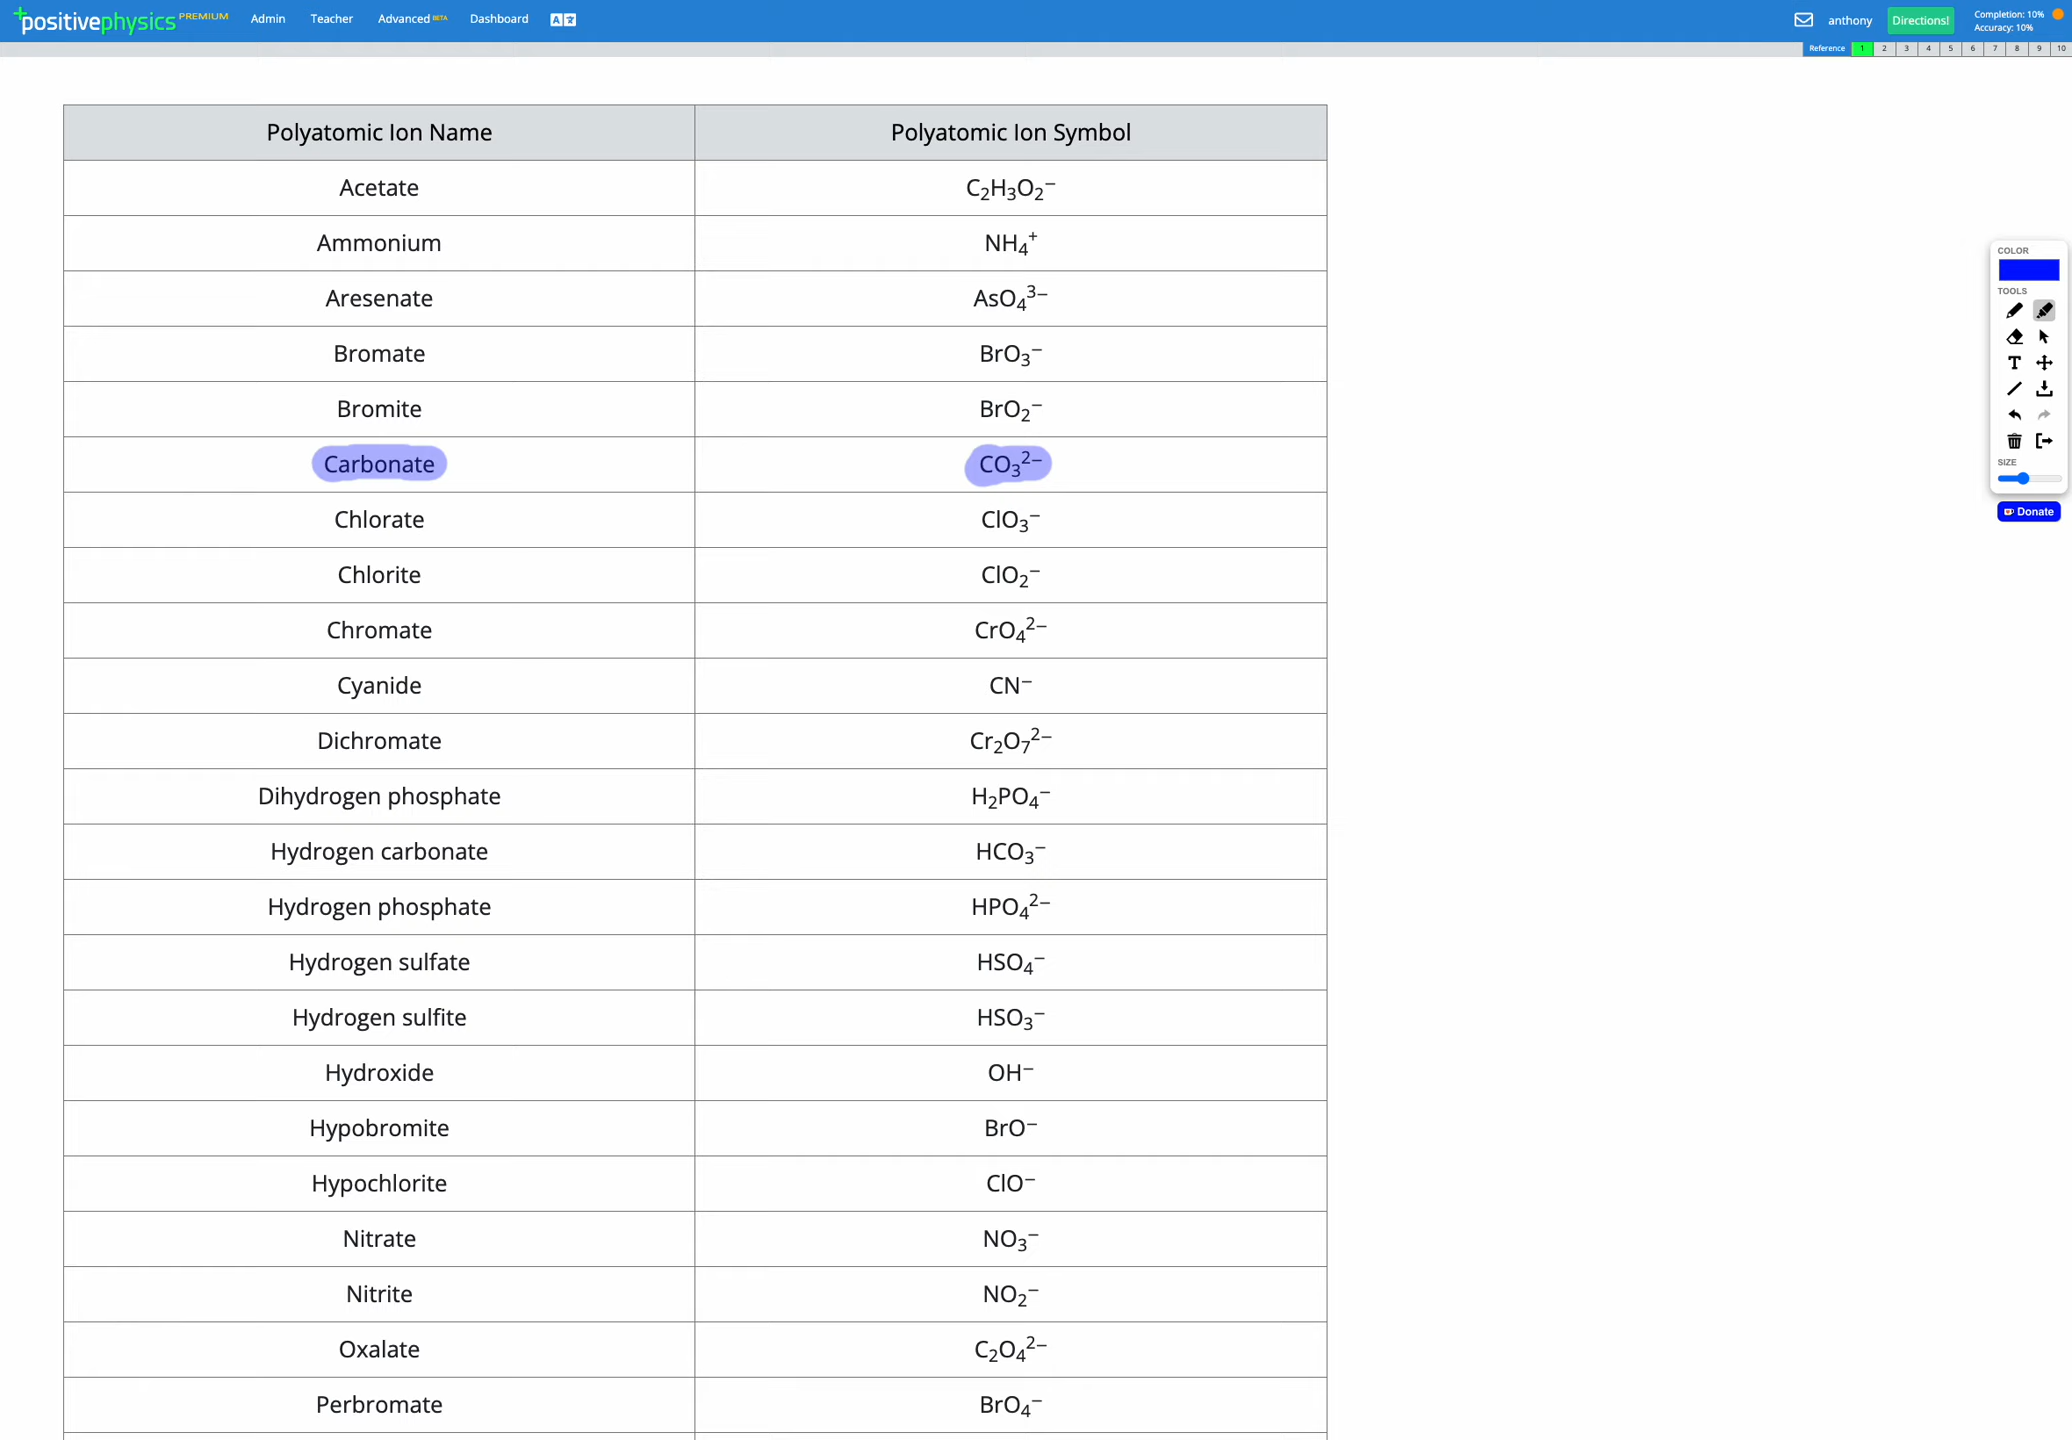 +positivephysics PREMIUM Admin Teacher Advanced BETA Dashboard A anthony Directions! Completion: 10%
Accuracy: 10%
Reference 1 2 3 4 5 6 7 8 9 10
Polyatomic Ion Name Polyatomic Ion Symbol
Acetate C₂H₃O₂⁻
Ammonium NH₄⁺
Aresenate AsO₄³⁻
Bromate BrO₃⁻
Bromite BrO₂⁻
Carbonate CO₃²⁻
Chlorate ClO₃⁻
Chlorite ClO₂⁻
Chromate CrO₄²⁻
Cyanide CN⁻
Dichromate Cr₂O₇²⁻
Dihydrogen phosphate H₂PO₄⁻
Hydrogen carbonate HCO₃⁻
Hydrogen phosphate HPO₄²⁻
Hydrogen sulfate HSO₄⁻
Hydrogen sulfite HSO₃⁻
Hydroxide OH⁻
Hypobromite BrO⁻
Hypochlorite ClO⁻
Nitrate NO₃⁻
Nitrite NO₂⁻
Oxalate C₂O₄²⁻
Perbromate BrO₄⁻
COLOR
TOOLS
T
SIZE
Donate